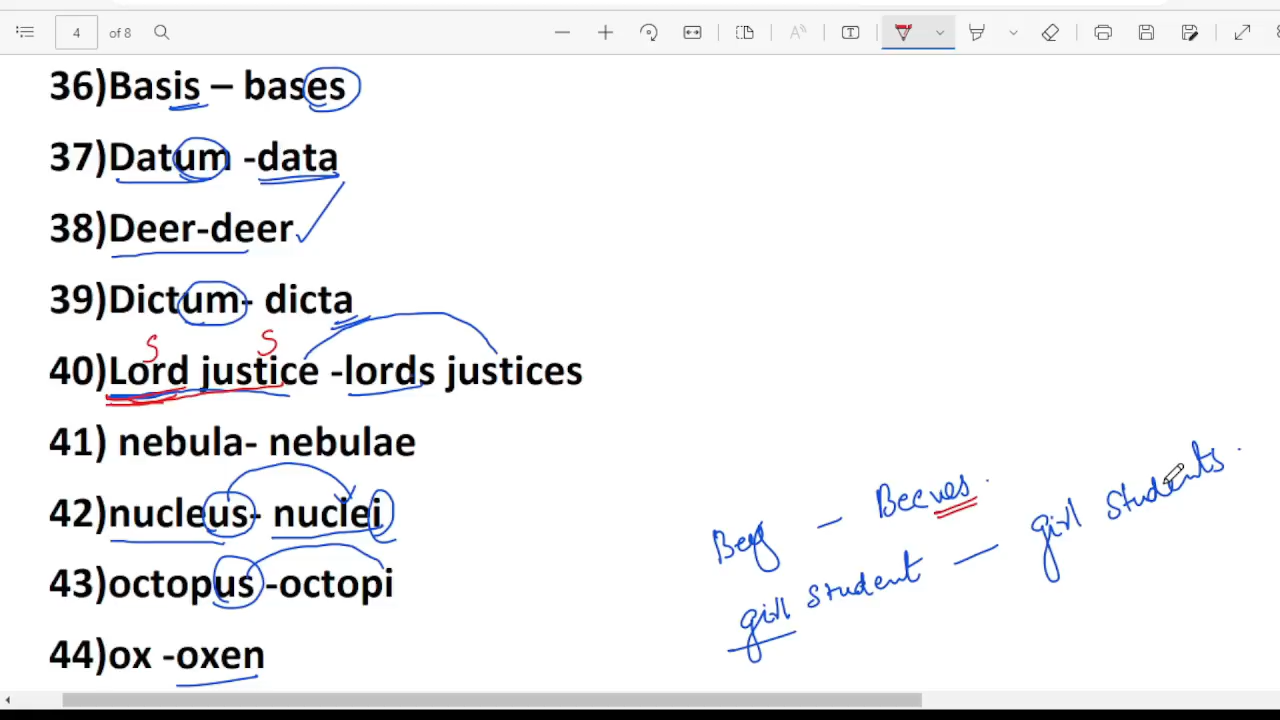 4 of 8
36)Basis – bases
37)Datum -data
38)Deer-deer
39)Dictum- dicta
S S
40)Lord justice -lords justices
41) nebula- nebulae
42)nucleus- nuclei
43)octopus -octopi
44)ox -oxen
Beef – Beeves
girl student – girl students